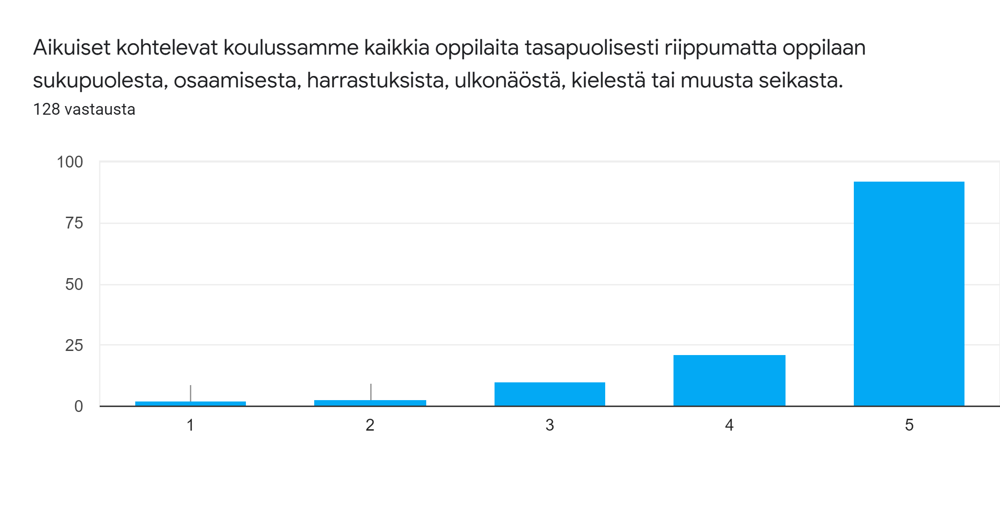 Aikuiset kohtelevat koulussamme kaikkia oppilaita tasapuolisesti riippumatta oppilaan
sukupuolesta, osaamisesta, harrastuksista, ulkonäöstä, kielestä tai muusta seikasta.
128 vastausta
100
75
50
25
0
1 2 3 4 5